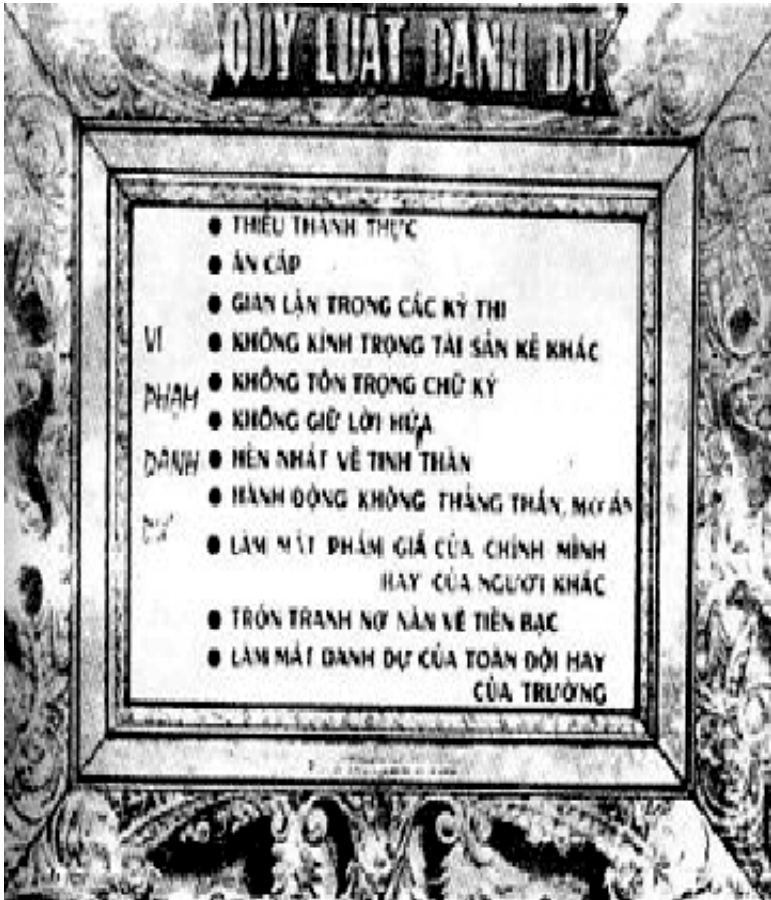 QUY LUẬT DANH DỰ
THIẾU THÀNH THỰC
ĂN CẮP
GIAN LẬN TRONG CÁC KỲ THI
VI
KHÔNG KÍNH TRỌNG TÀI SẢN KẺ KHÁC
PHẠM
KHÔNG TÔN TRỌNG CHỮ KÝ
KHÔNG GIỮ LỜI HỨA
DANH
HÈN NHÁT VỀ TINH THẦN
HÀNH ĐỘNG KHÔNG THẲNG THẮN, MỜ ÁM
DỰ
LÀM MẤT PHẨM GIÁ CỦA CHÍNH MÌNH
HAY CỦA NGƯỜI KHÁC
TRỐN TRÁNH NỢ NẦN VỀ TIỀN BẠC
LÀM MẤT DANH DỰ CỦA TOÀN ĐỘI HAY
CỦA TRƯỜNG